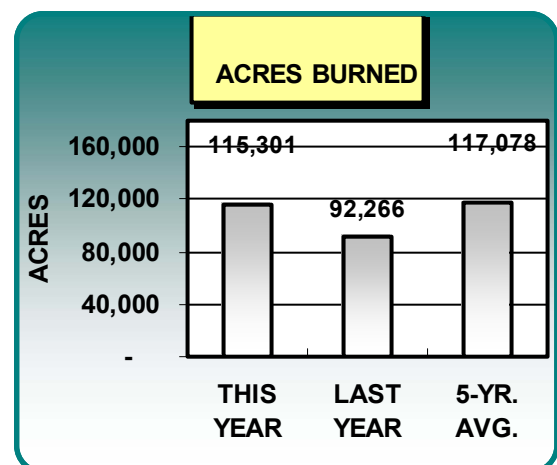 ACRES BURNED
160,000
115,301
117,078
120,000
92,266
80,000
40,000
-
ACRES
THIS YEAR
LAST YEAR
5-YR. AVG.